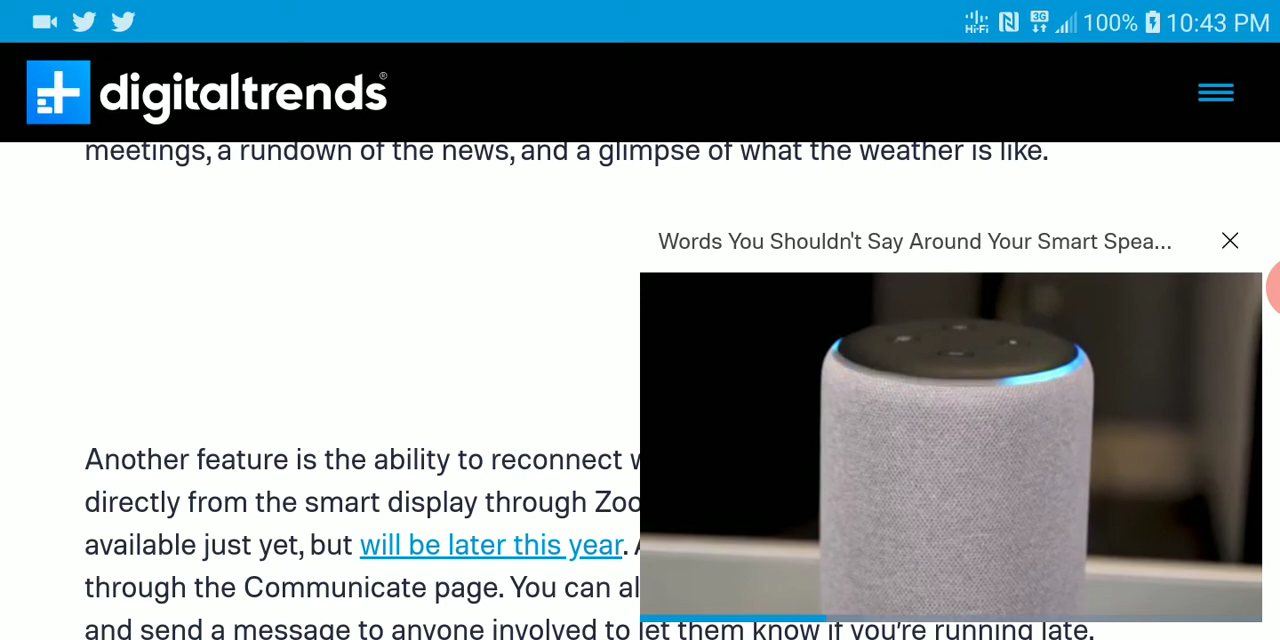 Hi-Fi 3G 100% 10:43 PM
digitaltrends®
meetings, a rundown of the news, and a glimpse of what the weather is like.
Words You Shouldn't Say Around Your Smart Spea...
Another feature is the ability to reconnect
directly from the smart display through Zoo
available just yet, but will be later this year.
through the Communicate page. You can al
and send a message to anyone involved to let them know if you're running late.